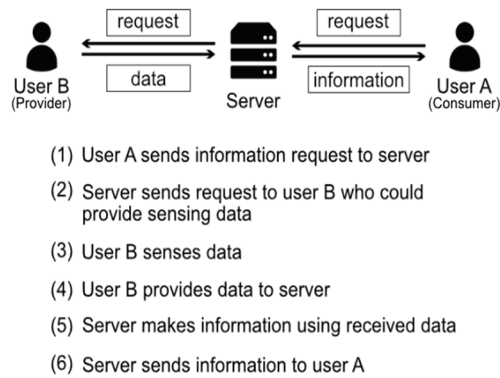 request
request
data
information
User B
(Provider)
Server
User A
(Consumer)
(1) User A sends information request to server
(2) Server sends request to user B who could
provide sensing data
(3) User B senses data
(4) User B provides data to server
(5) Server makes information using received data
(6) Server sends information to user A